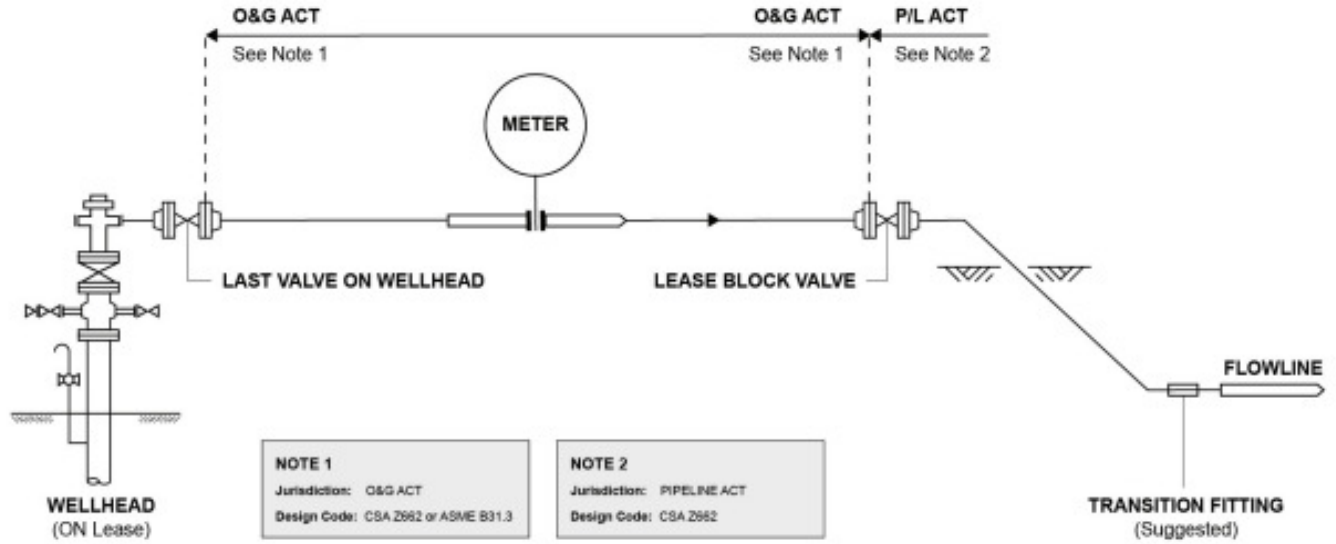 O&G ACT
See Note 1
O&G ACT
See Note 1
P/L ACT
See Note 2
METER
LAST VALVE ON WELLHEAD
LEASE BLOCK VALVE
FLOWLINE
NOTE 1
Jurisdiction: O&G ACT
Design Code: CSA Z662 or ASME B31.3
NOTE 2
Jurisdiction: PIPELINE ACT
Design Code: CSA Z662
WELLHEAD
(ON Lease)
TRANSITION FITTING
(Suggested)